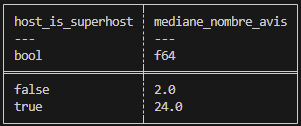 host_is_superhost mediane_nombre_avis
--- ---
bool f64
false 2.0
true 24.0